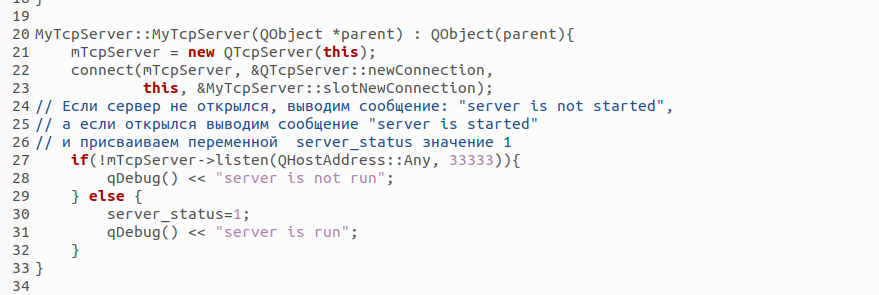 19
20 MyTcpServer::MyTcpServer(QObject *parent) : QObject(parent){
21     mTcpServer = new QTcpServer(this);
22     connect(mTcpServer, &QTcpServer::newConnection,
23             this, &MyTcpServer::slotNewConnection);
24 // Если сервер не открылся, выводим сообщение: "server is not started",
25 // а если открылся выводим сообщение "server is started"
26 // и присваиваем переменной  server_status значение 1
27     if(!mTcpServer->listen(QHostAddress::Any, 33333)){
28         qDebug() << "server is not run";
29     } else {
30         server_status=1;
31         qDebug() << "server is run";
32     }
33 }
34